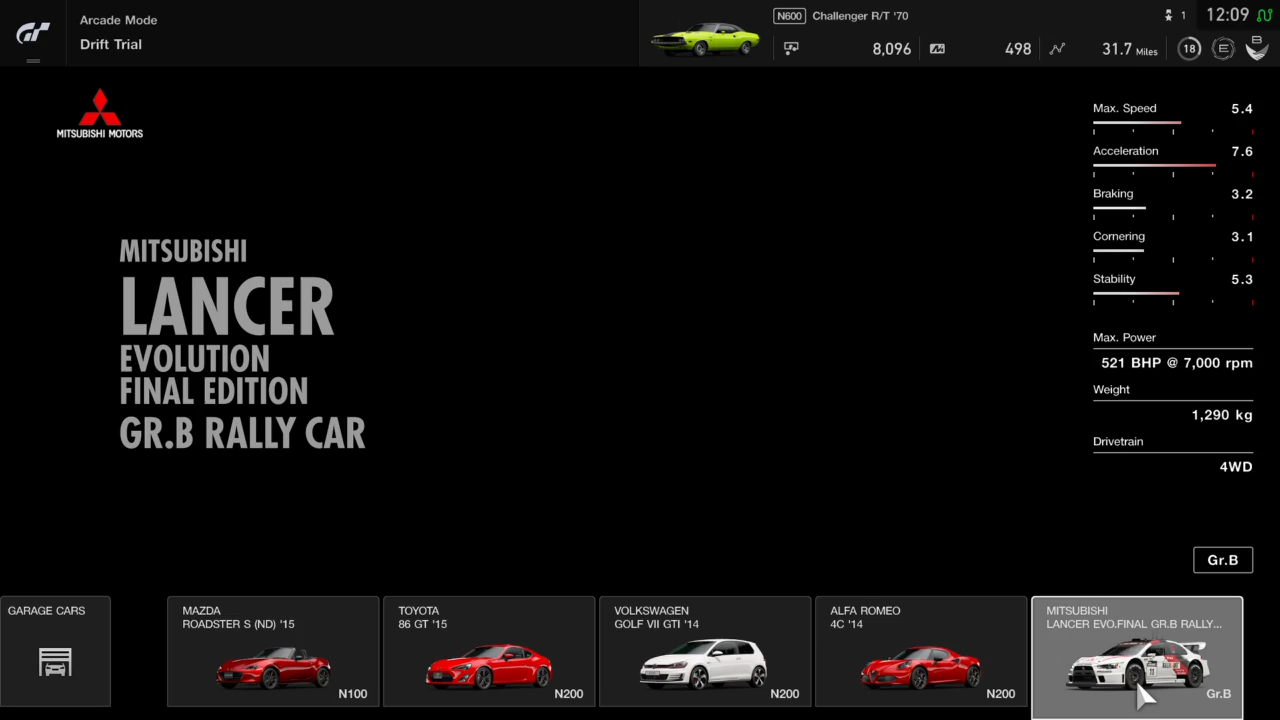 Arcade Mode
Drift Trial
N600 Challenger R/T '70
8,096
498
31.7 Miles
18
E
B
1
12:09
MITSUBISHI MOTORS
MITSUBISHI
LANCER
EVOLUTION
FINAL EDITION
GR.B RALLY CAR
Max. Speed 5.4
Acceleration 7.6
Braking 3.2
Cornering 3.1
Stability 5.3
Max. Power
521 BHP @ 7,000 rpm
Weight
1,290 kg
Drivetrain
4WD
Gr.B
GARAGE CARS
MAZDA
ROADSTER S (ND) '15
N100
TOYOTA
86 GT '15
N200
VOLKSWAGEN
GOLF VII GTI '14
N200
ALFA ROMEO
4C '14
N200
MITSUBISHI
LANCER EVO.FINAL GR.B RALLY...
Gr.B